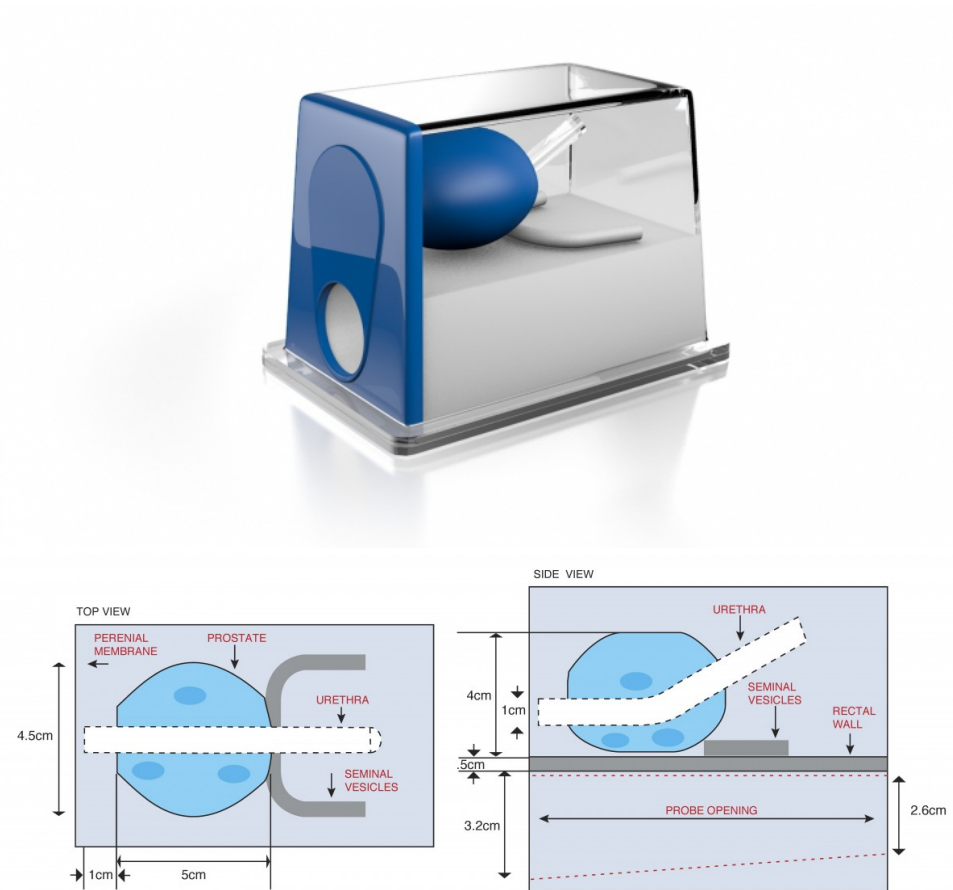 SIDE VIEW
TOP VIEW
PERENIAL
MEMBRANE
PROSTATE
URETHRA
SEMINAL
VESICLES
4.5cm
1cm
5cm
URETHRA
SEMINAL
VESICLES
RECTAL
WALL
4cm
1cm
.5cm
PROBE OPENING
3.2cm
2.6cm